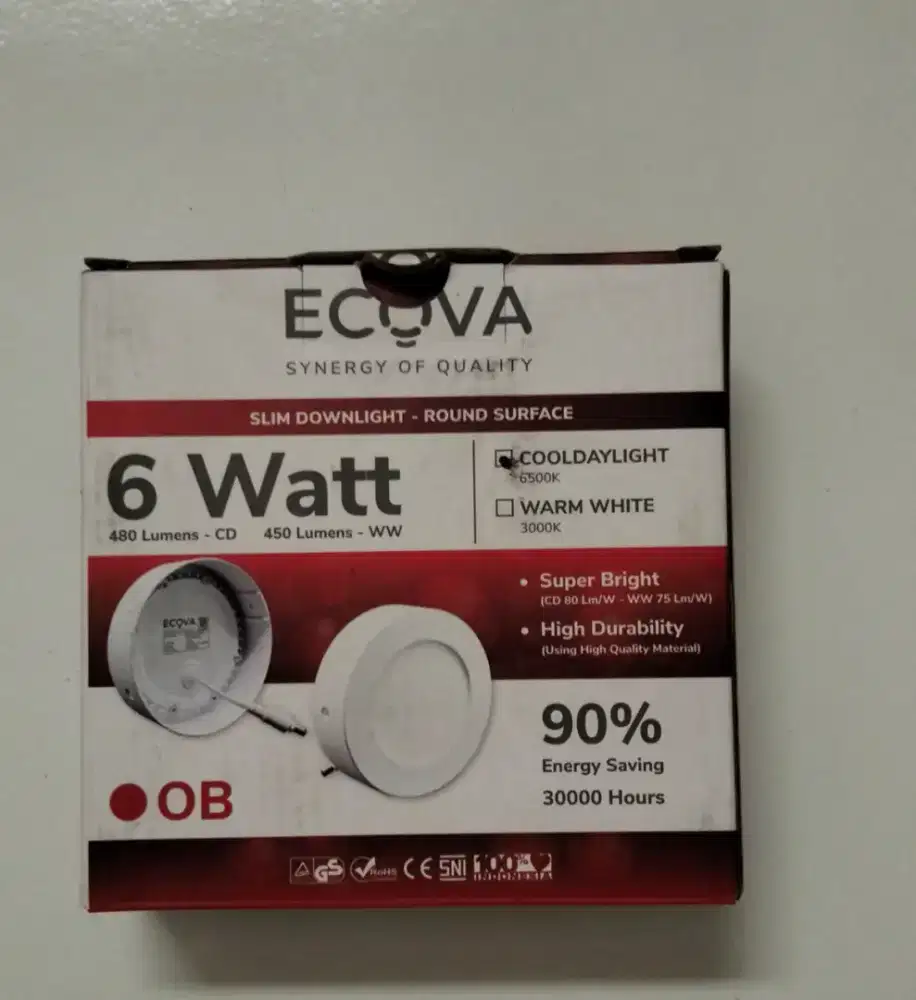 ECOVA
SYNERGY OF QUALITY
SLIM DOWNLIGHT - ROUND SURFACE
6 Watt
480 Lumens - CD 450 Lumens - WW
COOLDAYLIGHT
6500K
WARM WHITE
3000K
• Super Bright
(CD 80 Lm/W - WW 75 Lm/W)
• High Durability
(Using High Quality Material)
ECOVA
90%
Energy Saving
30000 Hours
OB
GS RoHS CE SNI 100%
INDONESIA